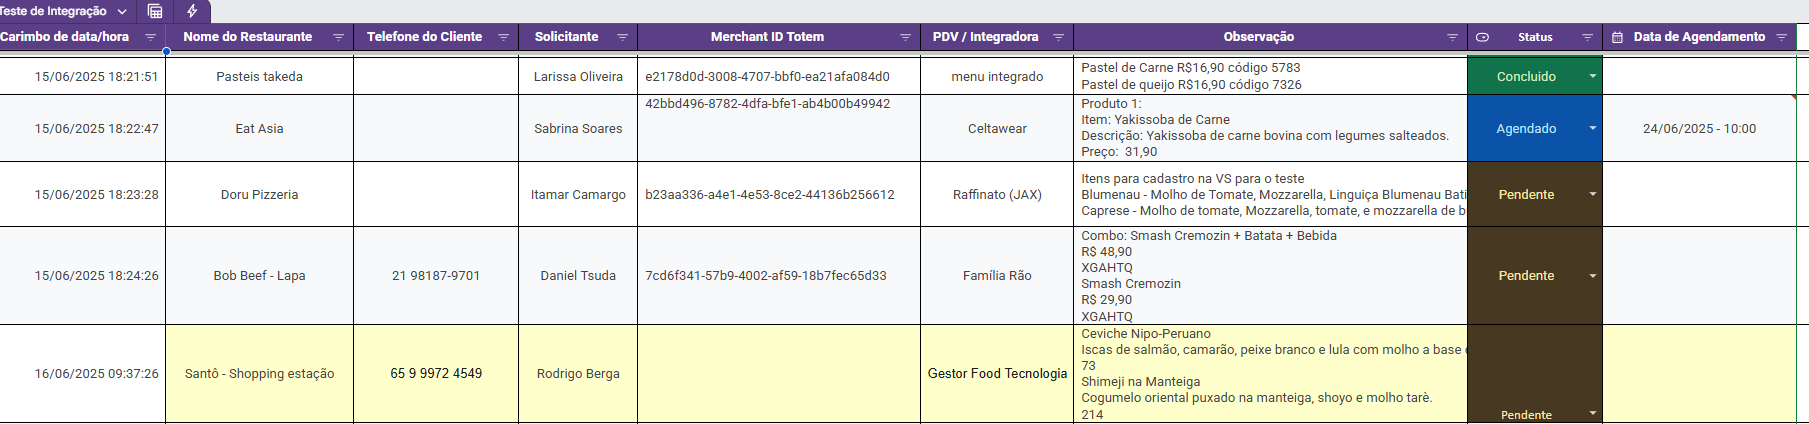 Teste de Integração
Carimbo de data/hora Nome do Restaurante Telefone do Cliente Solicitante Merchant ID Totem PDV / Integradora Observação Status Data de Agendamento
15/06/2025 18:21:51 Pasteis takeda Larissa Oliveira e2178d0d-3008-4707-bbf0-ea21afa084d0 menu integrado
Pastel de Carne R$16,90 código 5783
Pastel de queijo R$16,90 código 7326
Concluido
15/06/2025 18:22:47 Eat Asia Sabrina Soares 42bbd496-8782-4dfa-bfe1-ab4b00b49942 Celtawear
Produto 1:
Item: Yakissoba de Carne
Descrição: Yakissoba de carne bovina com legumes salteados.
Preço: 31,90
Agendado 24/06/2025 - 10:00
15/06/2025 18:23:28 Doru Pizzeria Itamar Camargo b23aa336-a4e1-4e53-8ce2-44136b256612 Raffinato (JAX)
Itens para cadastro na VS para o teste
Blumenau - Molho de Tomate, Mozzarella, Linguiça Blumenau Bati
Caprese - Molho de tomate, Mozzarella, tomate, e mozzarella de b
Pendente
15/06/2025 18:24:26 Bob Beef - Lapa 21 98187-9701 Daniel Tsuda 7cd6f341-57b9-4002-af59-18b7fec65d33 Família Rão
Combo: Smash Cremozin + Batata + Bebida
R$ 48,90
XGAHTQ
Smash Cremozin
R$ 29,90
XGAHTQ
Pendente
16/06/2025 09:37:26 Santô - Shopping estação 65 9 9972 4549 Rodrigo Berga Gestor Food Tecnologia
Ceviche Nipo-Peruano
Iscas de salmão, camarão, peixe branco e lula com molho a base
73
Shimeji na Manteiga
Cogumelo oriental puxado na manteiga, shoyo e molho tarè.
214
Pendente